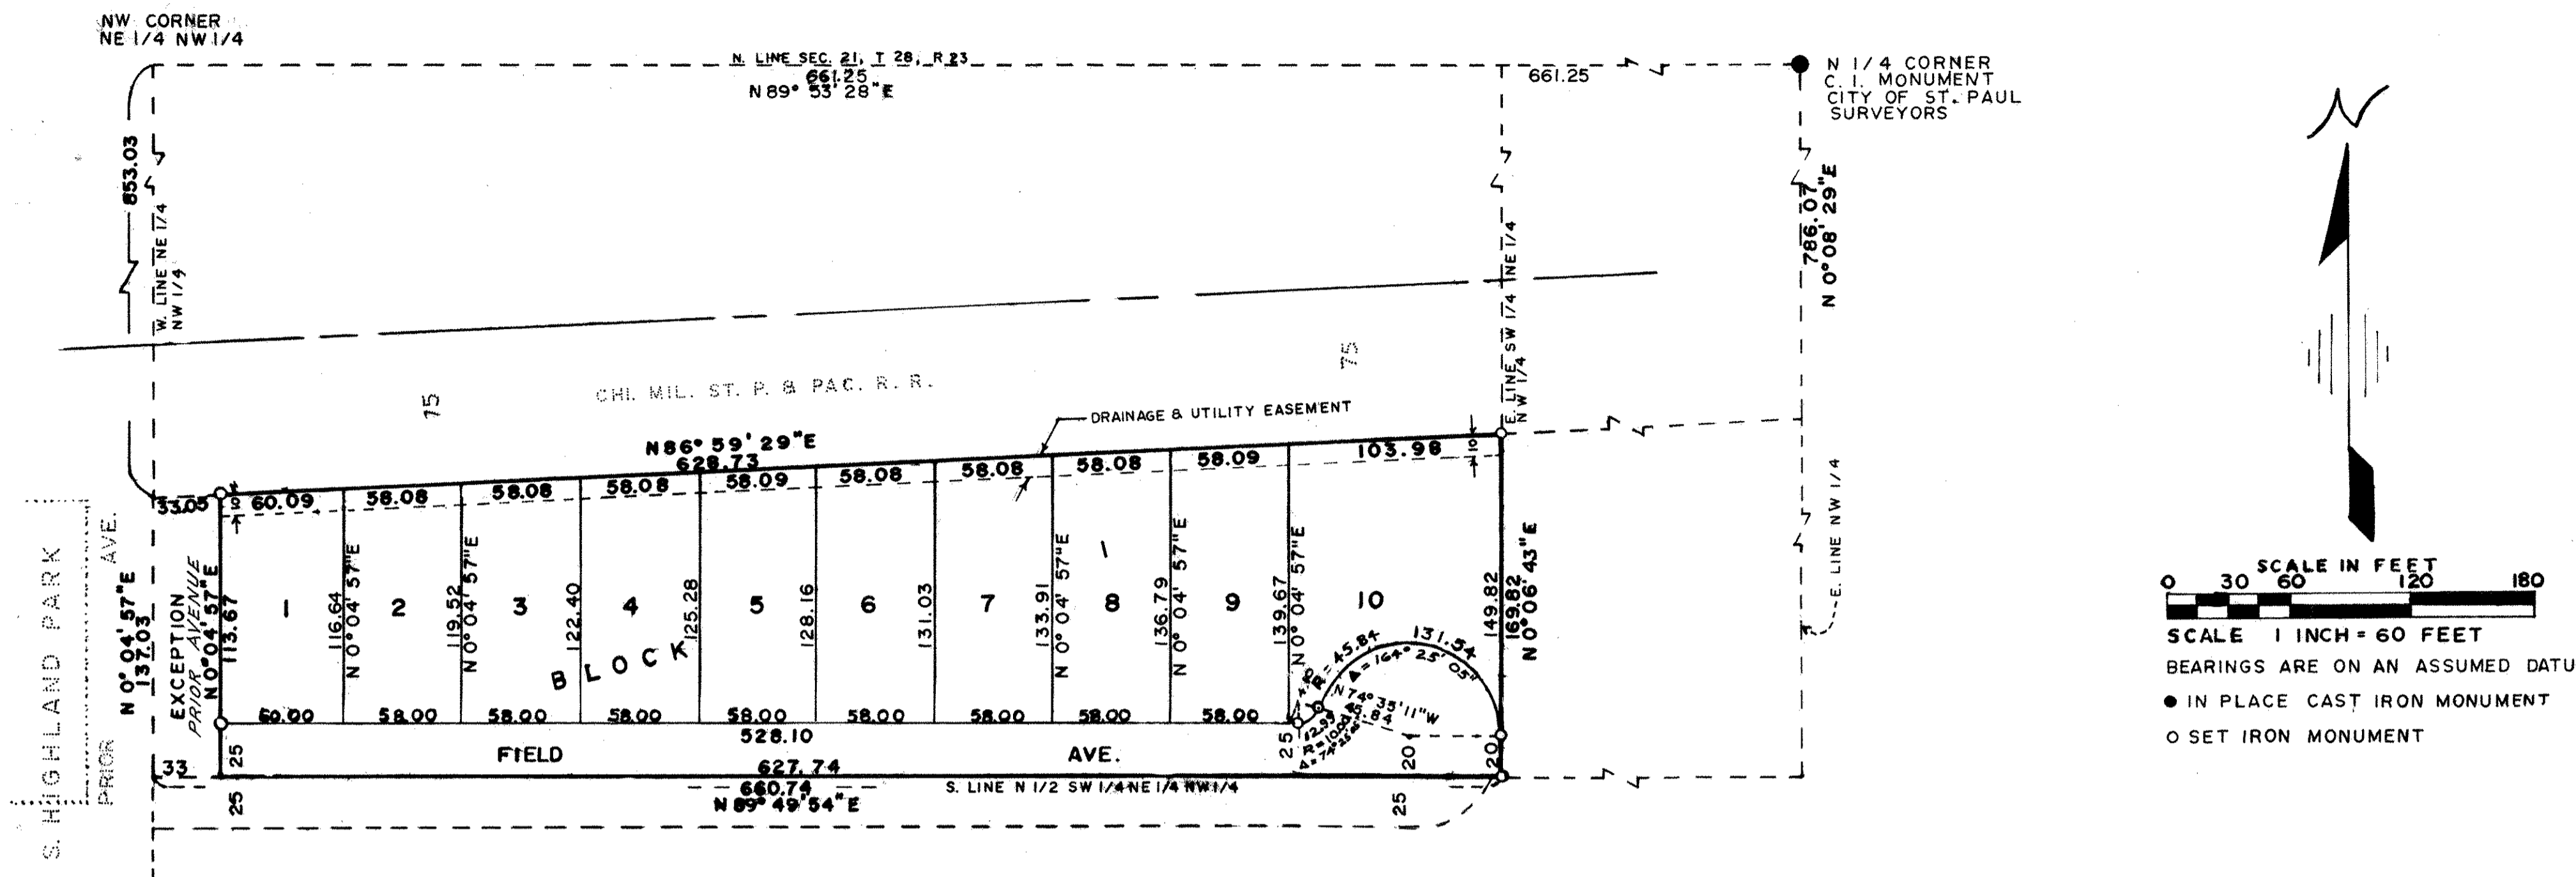 NW CORNER
NE 1/4 NW 1/4
N. LINE SEC. 21, T 28, R 23
661.25
N 89° 53' 28" E
661.25
N 1/4 CORNER
C. I. MONUMENT
CITY OF ST. PAUL
SURVEYORS
N
853.03
W. LINE NE 1/4
NW 1/4
E. LINE SW 1/4 NE 1/4
NW 1/4
786.07
N 0° 08' 29" E
75
75
CHI. MIL. ST. P. & PAC. R. R.
DRAINAGE & UTILITY EASEMENT
N 86° 59' 29" E
628.73
33.05
10
60.09
58.08
58.08
58.08
58.09
58.08
58.08
58.08
58.09
103.98
10
S. HIGHLAND PARK
PRIOR AVE.
N 0° 04' 57" E
137.03
EXCEPTION
PRIOR AVENUE
N 0° 04' 57" E
113.67
1
116.64
N 0° 04' 57" E
2
119.52
N 0° 04' 57" E
3
122.40
4
125.28
5
128.16
6
131.03
7
133.91
N 0° 04' 57" E
1
8
136.79
N 0° 04' 57" E
9
139.67
N 0° 04' 57" E
10
149.82
169.82
N 0° 06' 43" E
E. LINE NW 1/4
BLOCK
R = 45.84
131.54
Δ = 164° 25' 05"
N 74° 35' 11" W
45.84
12.99
R = 10.00
60.00
58.00
58.00
58.00
58.00
58.00
58.00
58.00
58.00
528.10
25
FIELD AVE.
25
20
20
33
627.74
660.74
N 89° 49' 54" E
S. LINE N 1/2 SW 1/4 NE 1/4 NW 1/4
25
25
SCALE IN FEET
0 30 60 120 180
SCALE 1 INCH = 60 FEET
BEARINGS ARE ON AN ASSUMED DATU
IN PLACE CAST IRON MONUMENT
SET IRON MONUMENT